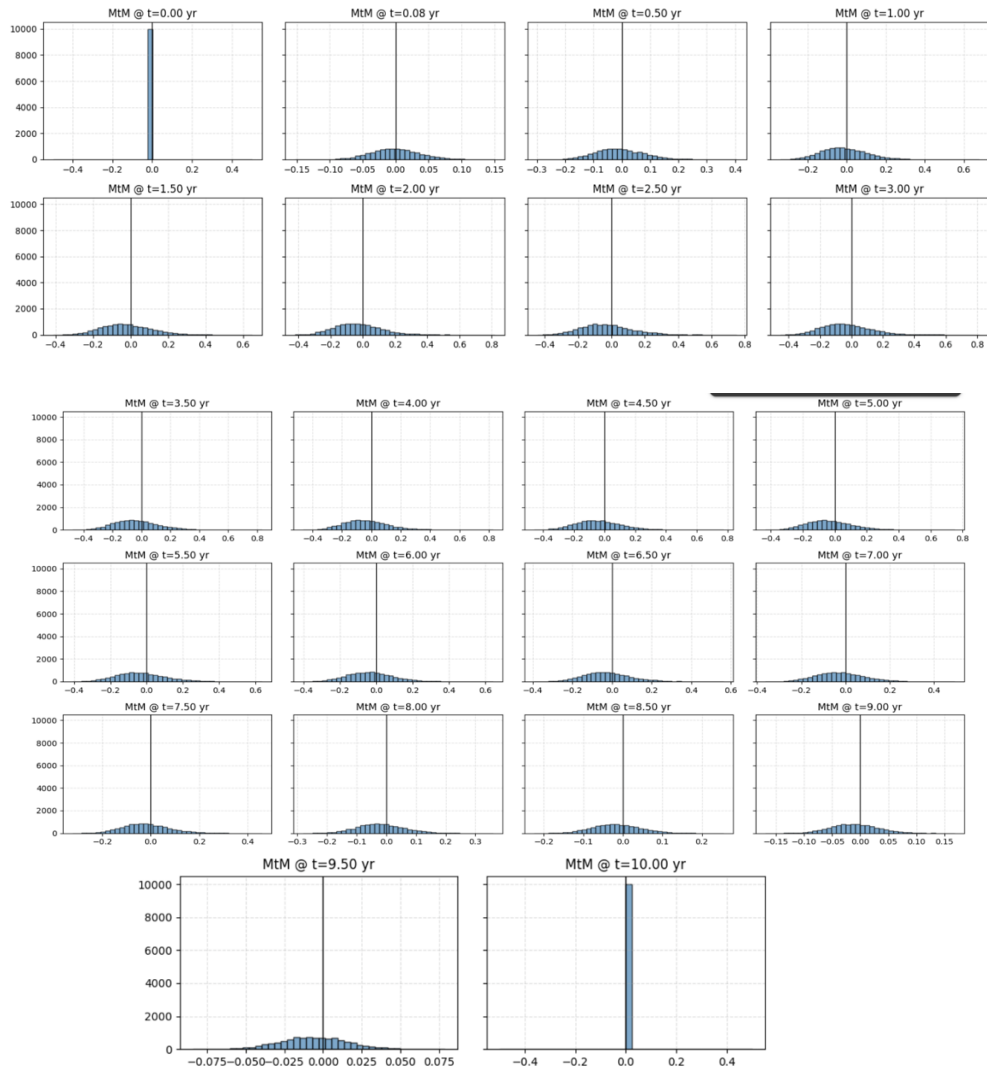 MtM @ t=0.00 yr
MtM @ t=0.08 yr
MtM @ t=0.50 yr
MtM @ t=1.00 yr
10000
8000
6000
4000
2000
0
−0.4 −0.2 0.0 0.2 0.4
−0.15 −0.10 −0.05 0.00 0.05 0.10 0.15
−0.3 −0.2 −0.1 0.0 0.1 0.2 0.3 0.4
−0.2 0.0 0.2 0.4 0.6
MtM @ t=1.50 yr
MtM @ t=2.00 yr
MtM @ t=2.50 yr
MtM @ t=3.00 yr
10000
8000
6000
4000
2000
0
−0.4 −0.2 0.0 0.2 0.4 0.6
−0.4 −0.2 0.0 0.2 0.4 0.6 0.8
−0.4 −0.2 0.0 0.2 0.4 0.6 0.8
−0.4 −0.2 0.0 0.2 0.4 0.6 0.8
MtM @ t=3.50 yr
MtM @ t=4.00 yr
MtM @ t=4.50 yr
MtM @ t=5.00 yr
10000
8000
6000
4000
2000
0
−0.4 −0.2 0.0 0.2 0.4 0.6 0.8
−0.4 −0.2 0.0 0.2 0.4 0.6 0.8
−0.4 −0.2 0.0 0.2 0.4 0.6 0.8
−0.4 −0.2 0.0 0.2 0.4 0.6 0.8
MtM @ t=5.50 yr
MtM @ t=6.00 yr
MtM @ t=6.50 yr
MtM @ t=7.00 yr
10000
8000
6000
4000
2000
0
−0.4 −0.2 0.0 0.2 0.4 0.6
−0.4 −0.2 0.0 0.2 0.4 0.6
−0.4 −0.2 0.0 0.2 0.4 0.6
−0.4 −0.2 0.0 0.2 0.4
MtM @ t=7.50 yr
MtM @ t=8.00 yr
MtM @ t=8.50 yr
MtM @ t=9.00 yr
10000
8000
6000
4000
2000
0
−0.2 0.0 0.2 0.4
−0.3 −0.2 −0.1 0.0 0.1 0.2 0.3
−0.2 −0.1 0.0 0.1 0.2
−0.15 −0.10 −0.05 0.00 0.05 0.10 0.15
MtM @ t=9.50 yr
MtM @ t=10.00 yr
10000
8000
6000
4000
2000
0
−0.075 −0.050 −0.025 0.000 0.025 0.050 0.075
−0.4 −0.2 0.0 0.2 0.4